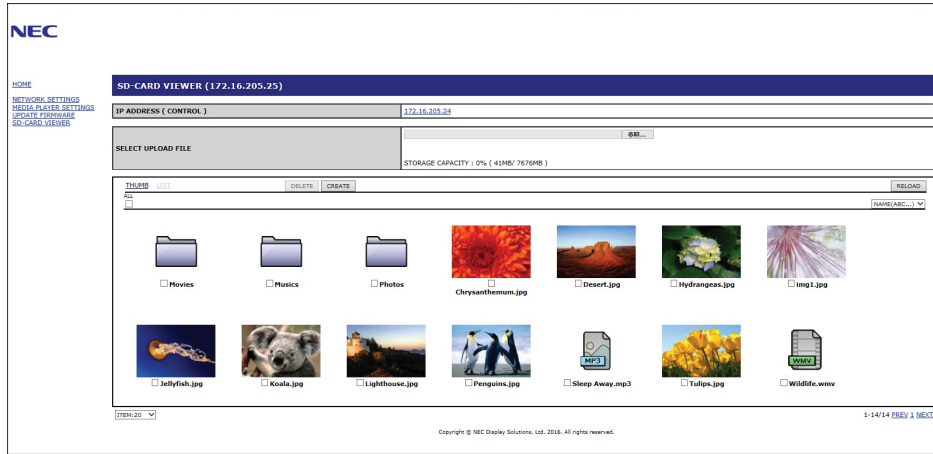 NEC
HOME
NETWORK SETTINGS
MEDIA PLAYER SETTINGS
UPDATE FIRMWARE
SD-CARD VIEWER
SD-CARD VIEWER (172.16.205.25)
IP ADDRESS ( CONTROL ) 172.16.205.24
SELECT UPLOAD FILE
参照...
STORAGE CAPACITY : 0% ( 41MB/ 7676MB )
THUMB LIST DELETE CREATE RELOAD
ALL
NAME(ABC...)
Movies Musics Photos Chrysanthemum.jpg Desert.jpg Hydrangeas.jpg img1.jpg
MP3 WMV
Jellyfish.jpg Koala.jpg Lighthouse.jpg Penguins.jpg Sleep Away.mp3 Tulips.jpg Wildlife.wmv
ITEM:20 1-14/14 PREV 1 NEXT
Copyright © NEC Display Solutions, Ltd. 2016. All rights reserved.